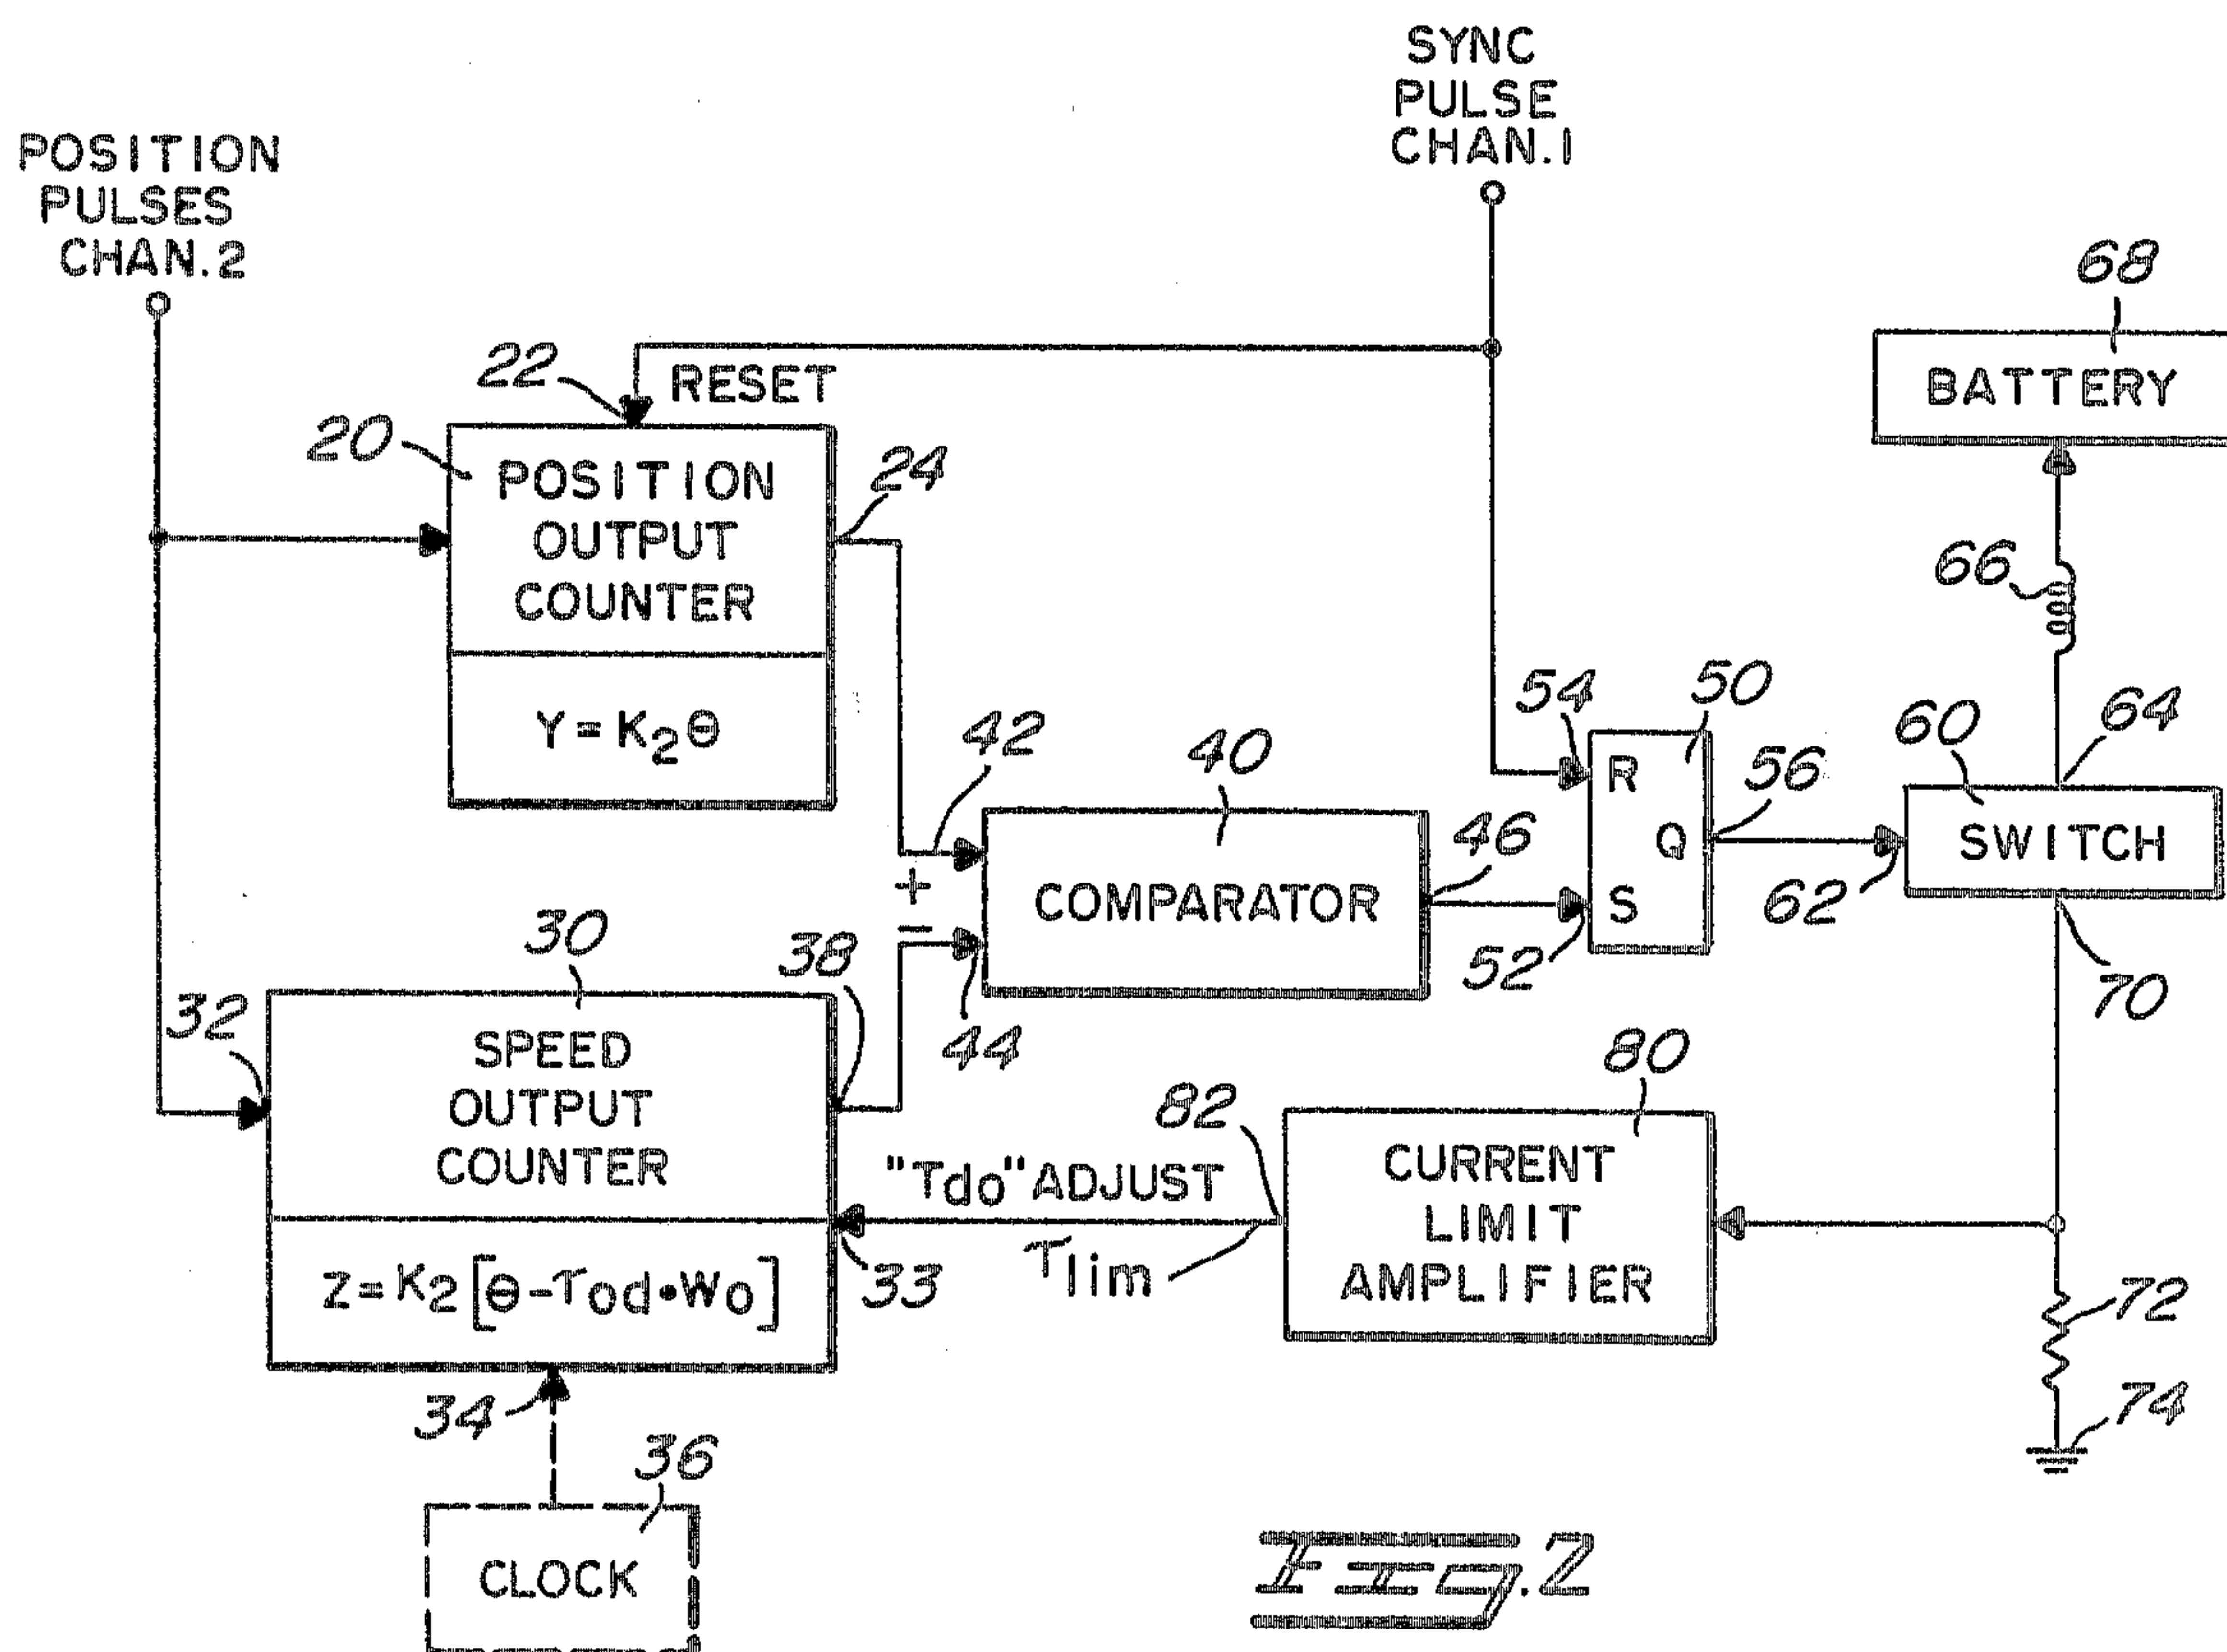 SYNC
PULSE
CHAN.1
POSITION
PULSES
CHAN.2
68
BATTERY
22
RESET
20
POSITION
OUTPUT
COUNTER
24
Y=K2Θ
66
54
50
R
Q
S
56
60
64
SWITCH
62
42
+
−
40
46
COMPARATOR
52
44
70
30
38
32
SPEED
OUTPUT
COUNTER
Z=K2[Θ-Tod•Wo]
33
"Tdo" ADJUST
Tlim
82
80
CURRENT
LIMIT
AMPLIFIER
72
74
34
36
CLOCK
FIG.2